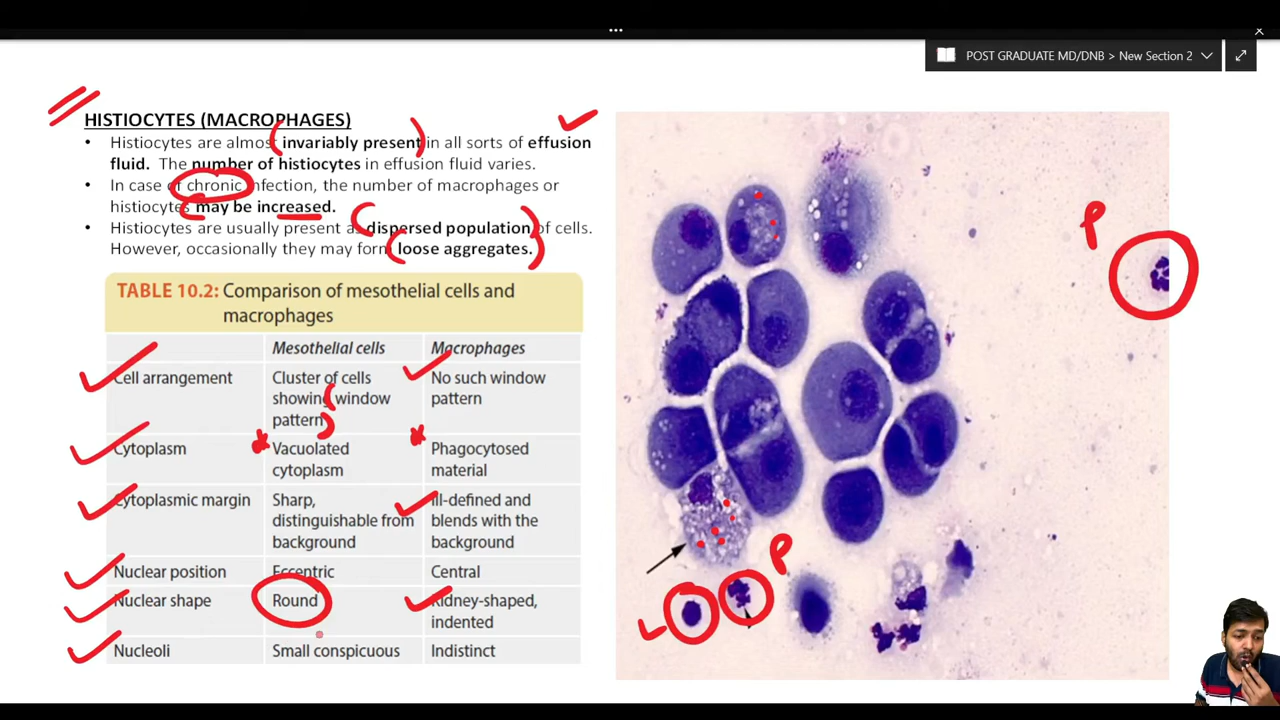 POST GRADUATE MD/DNB > New Section 2
HISTIOCYTES (MACROPHAGES)
• Histiocytes are almost invariably present in all sorts of effusion
fluid. The number of histiocytes in effusion fluid varies.
• In case of chronic infection, the number of macrophages or
histiocytes may be increased.
• Histiocytes are usually present as dispersed population of cells.
However, occasionally they may form loose aggregates.
TABLE 10.2: Comparison of mesothelial cells and
macrophages
Mesothelial cells Macrophages
Cell arrangement Cluster of cells No such window
showing window pattern
pattern
Cytoplasm Vacuolated Phagocytosed
cytoplasm material
Cytoplasmic margin Sharp, Ill-defined and
distinguishable from blends with the
background background
Nuclear position Eccentric Central
Nuclear shape Round Kidney-shaped,
indented
Nucleoli Small conspicuous Indistinct
P
P
L